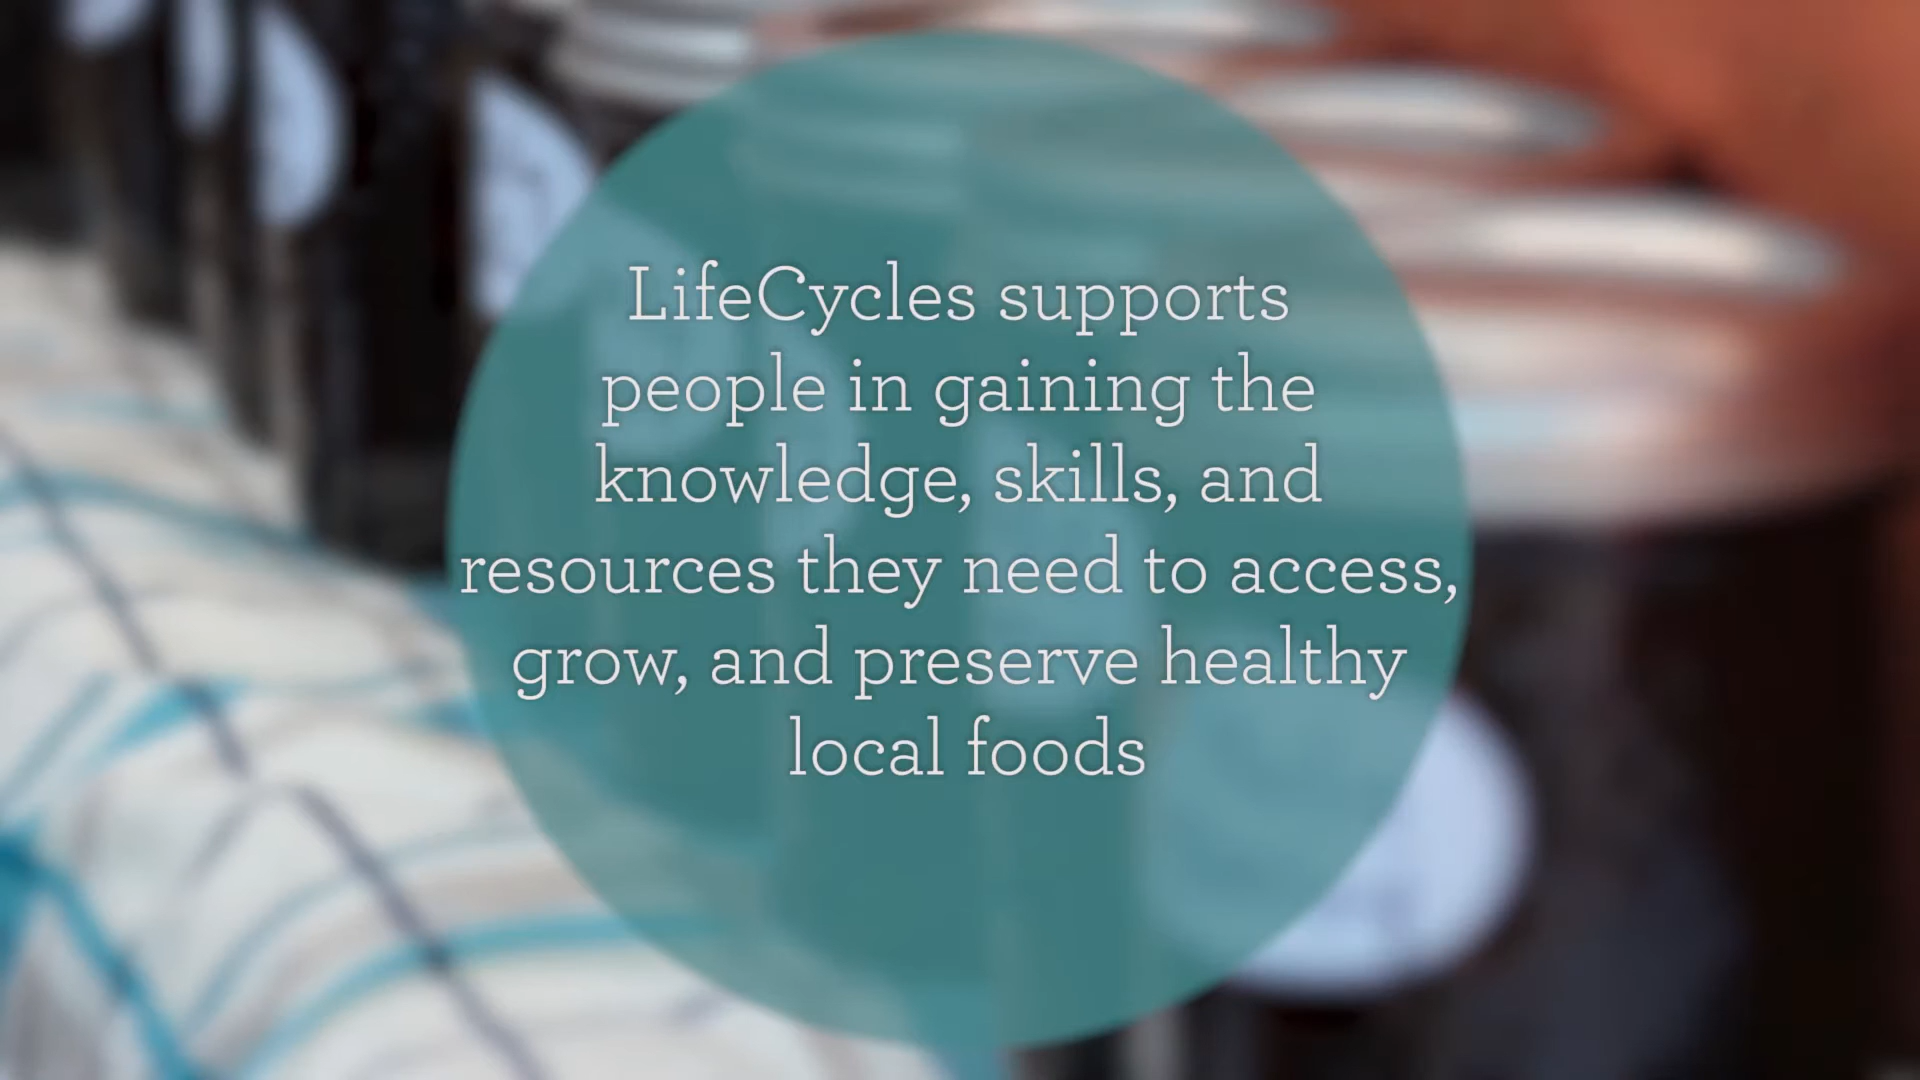 LifeCycles supports
people in gaining the
knowledge, skills, and
resources they need to access,
grow, and preserve healthy
local foods